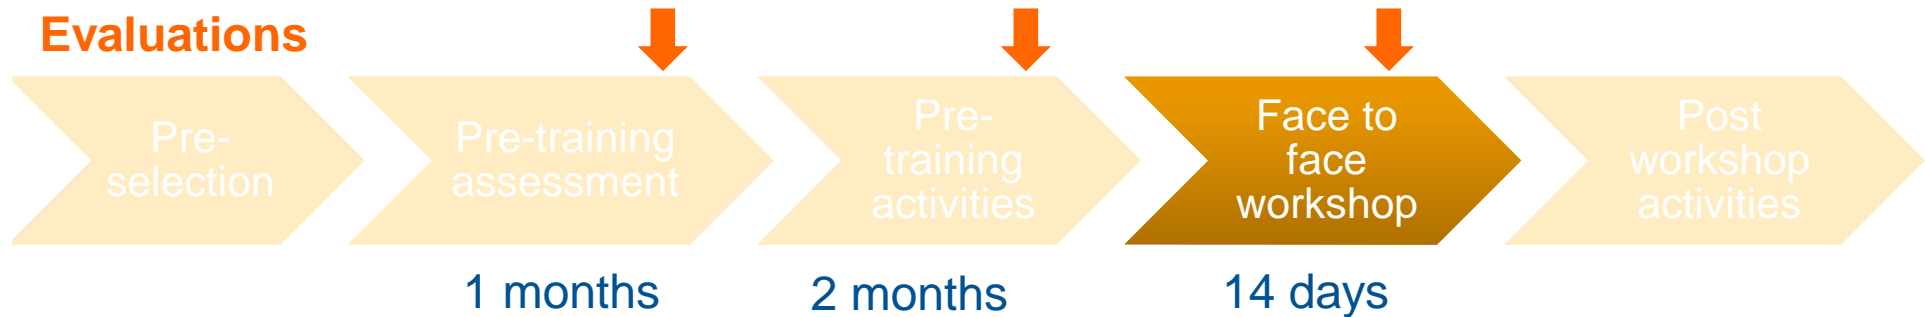 Evaluations
Pre-
selection
Pre-training
assessment
Pre-
training
activities
Face to
face
workshop
Post
workshop
activities
1 months
2 months
14 days